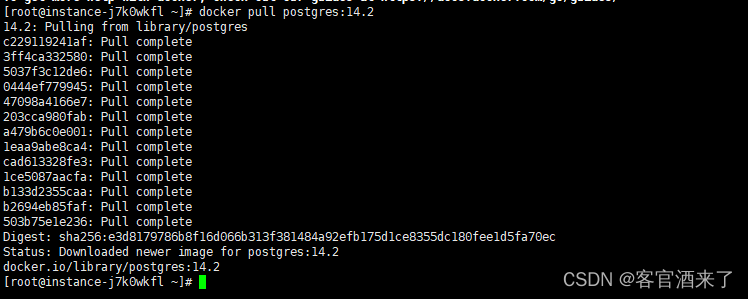 [root@instance-j7k0wkfl ~]# docker pull postgres:14.2
14.2: Pulling from library/postgres
c229119241af: Pull complete
3ff4ca332580: Pull complete
5037f3c12de6: Pull complete
0444ef779945: Pull complete
47098a4166e7: Pull complete
203cca980fab: Pull complete
a479b6c0e001: Pull complete
1eaa9abe8ca4: Pull complete
cad613328fe3: Pull complete
1ce5087aacfa: Pull complete
b133d2355caa: Pull complete
b2694eb85faf: Pull complete
503b75e1e236: Pull complete
Digest: sha256:e3d8179786b8f16d066b313f381484a92efb175d1ce8355dc180fee1d5fa70ec
Status: Downloaded newer image for postgres:14.2
docker.io/library/postgres:14.2
[root@instance-j7k0wkfl ~]#
CSDN @客官酒来了